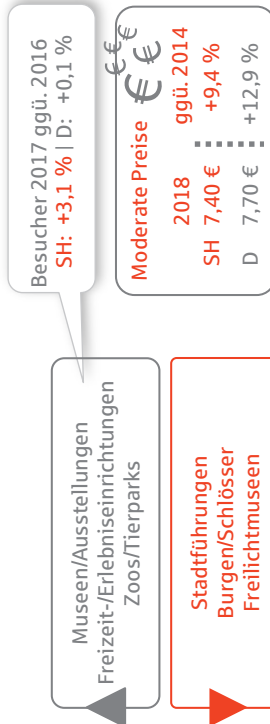 Museen/Ausstellungen
Freizeit-/Erlebniseinrichtungen
Zoos/Tierparks
Besucher 2017 ggü. 2016
SH: +3,1 % | D: +0,1 %
Stadtführungen
Burgen/Schlösser
Freilichtmuseen
Moderate Preise
€ € € € €
2018 ggü. 2014
SH 7,40 € +9,4 %
D 7,70 € +12,9 %